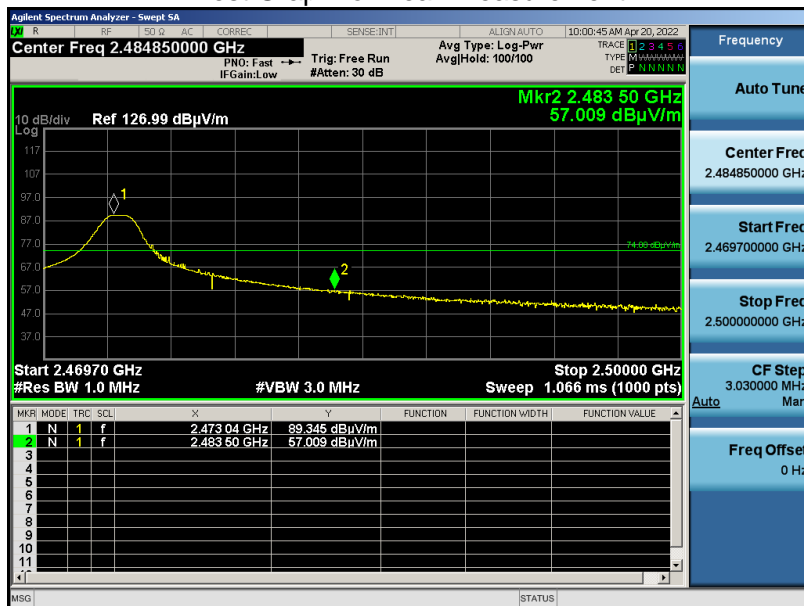 Agilent Spectrum Analyzer - Swept SA
R RF 50 Ω AC CORREC SENSE:INT ALIGN AUTO 10:00:45 AM Apr 20, 2022
Center Freq 2.484850000 GHz
PNO: Fast
IFGain:Low
Trig: Free Run
#Atten: 30 dB
Avg Type: Log-Pwr
Avg|Hold: 100/100
TRACE 1 2 3 4 5 6
TYPE M
DET P N N N N N
Mkr2 2.483 50 GHz
57.009 dBµV/m
10 dB/div Ref 126.99 dBµV/m
Log
117
107
97.0
87.0
77.0
67.0
57.0
47.0
37.0
1
2
74.00 dBµV/m
Start 2.46970 GHz Stop 2.50000 GHz
#Res BW 1.0 MHz #VBW 3.0 MHz Sweep 1.066 ms (1000 pts)
MKR MODE TRC SCL X Y FUNCTION FUNCTION WIDTH FUNCTION VALUE
1 N 1 f 2.473 04 GHz 89.345 dBµV/m
2 N 1 f 2.483 50 GHz 57.009 dBµV/m
3
4
5
6
7
8
9
10
11
MSG STATUS
Frequency
Auto Tune
Center Freq
2.484850000 GHz
Start Freq
2.469700000 GHz
Stop Freq
2.500000000 GHz
CF Step
3.030000 MHz
Auto Man
Freq Offset
0 Hz